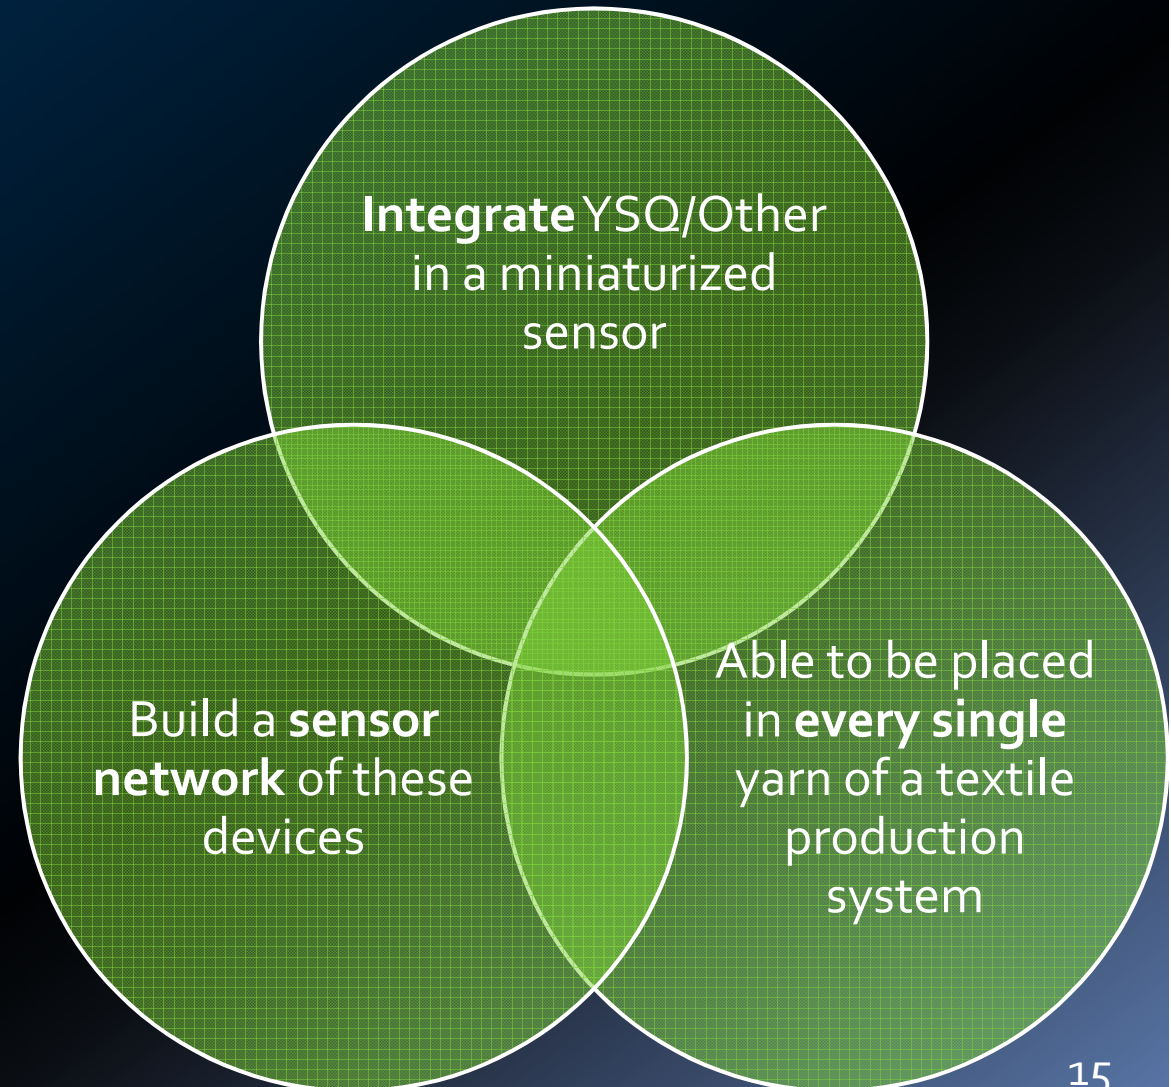 Integrate YSQ/Other
in a miniaturized
sensor
Build a sensor
network of these
devices
Able to be placed
in every single
yarn of a textile
production
system
15